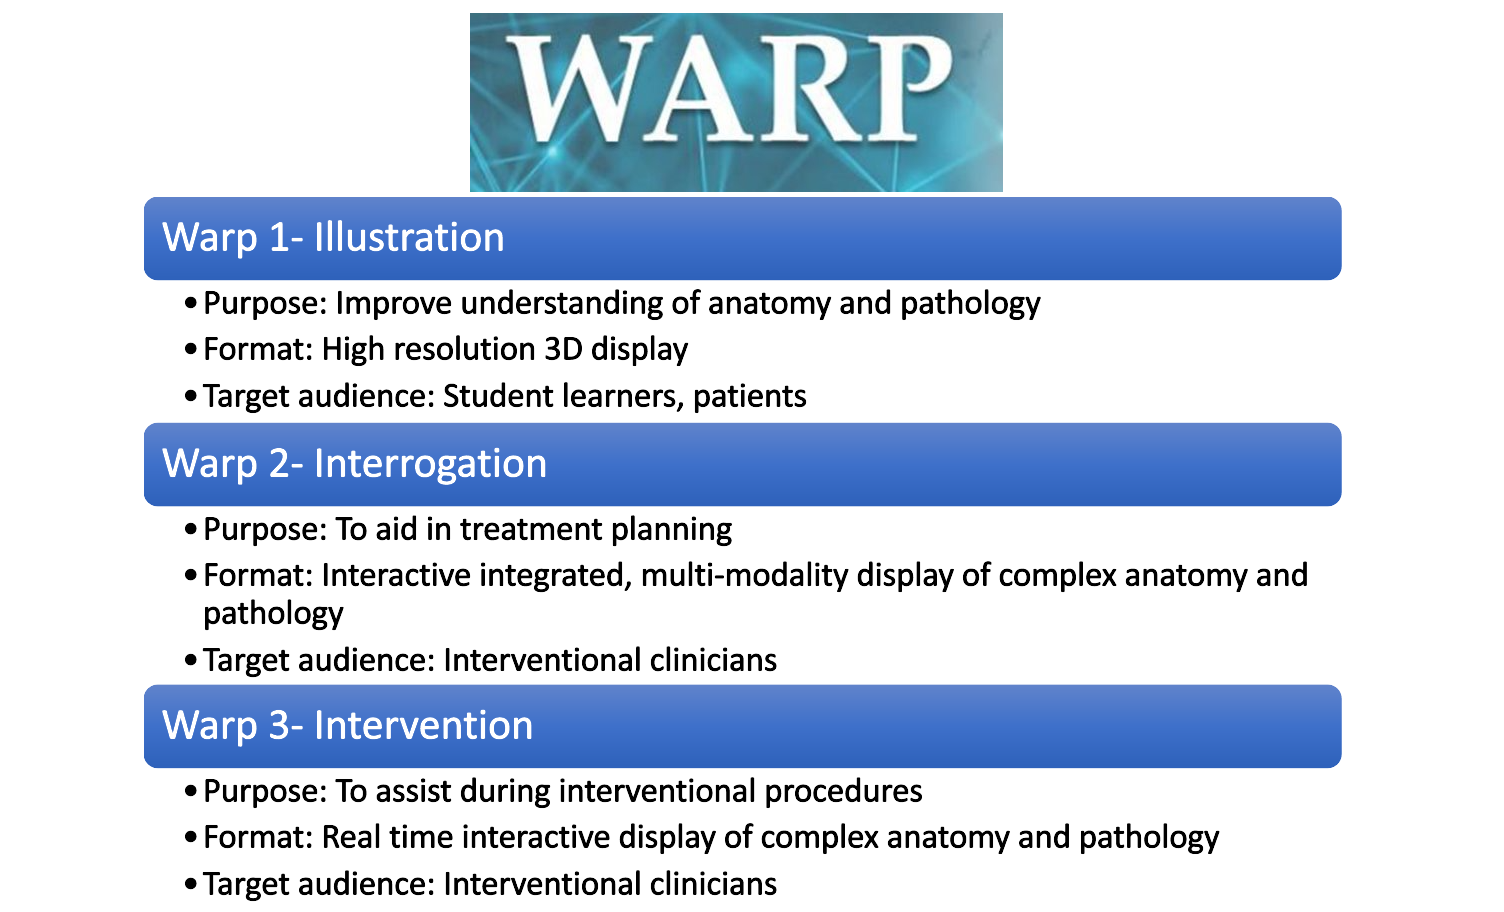 WARP
Warp 1- Illustration
• Purpose: Improve understanding of anatomy and pathology
• Format: High resolution 3D display
• Target audience: Student learners, patients
Warp 2- Interrogation
• Purpose: To aid in treatment planning
• Format: Interactive integrated, multi-modality display of complex anatomy and
pathology
• Target audience: Interventional clinicians
Warp 3- Intervention
• Purpose: To assist during interventional procedures
• Format: Real time interactive display of complex anatomy and pathology
• Target audience: Interventional clinicians